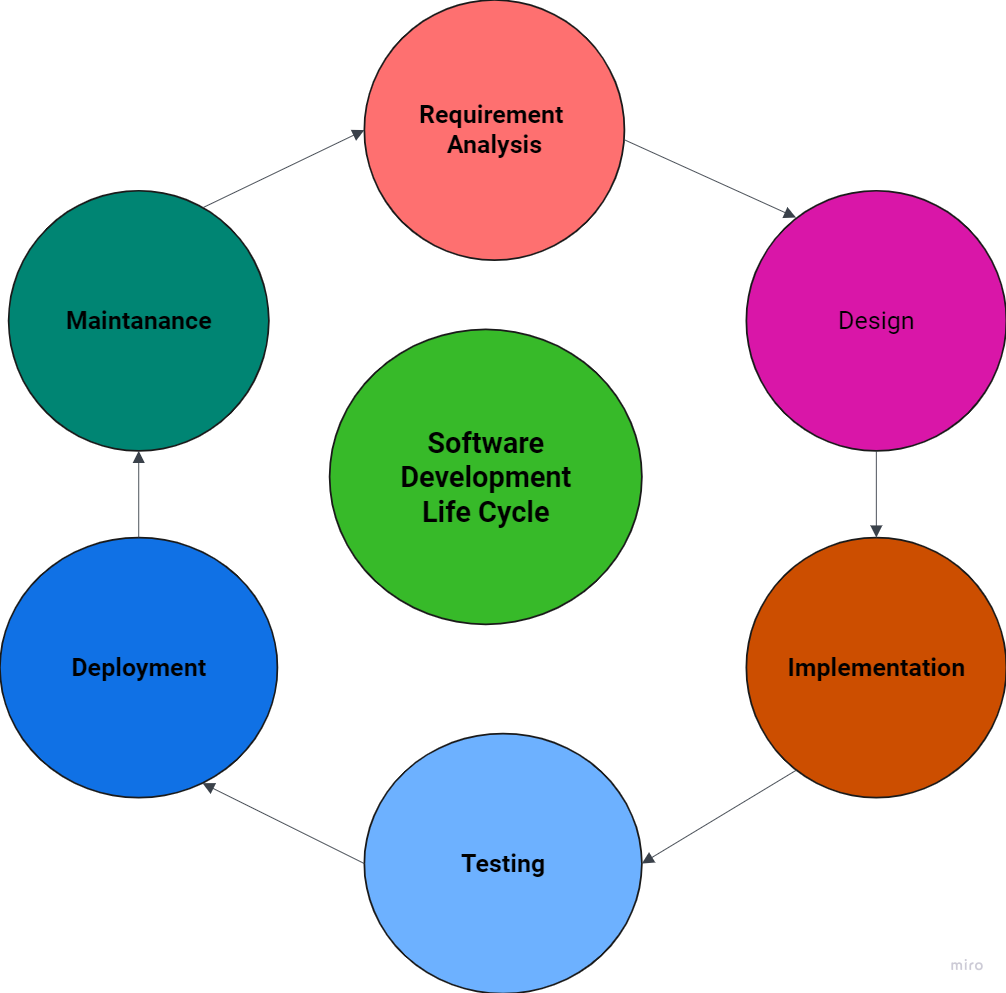 Requirement
Analysis
Maintanance
Design
Software
Development
Life Cycle
Deployment
Implementation
Testing
miro